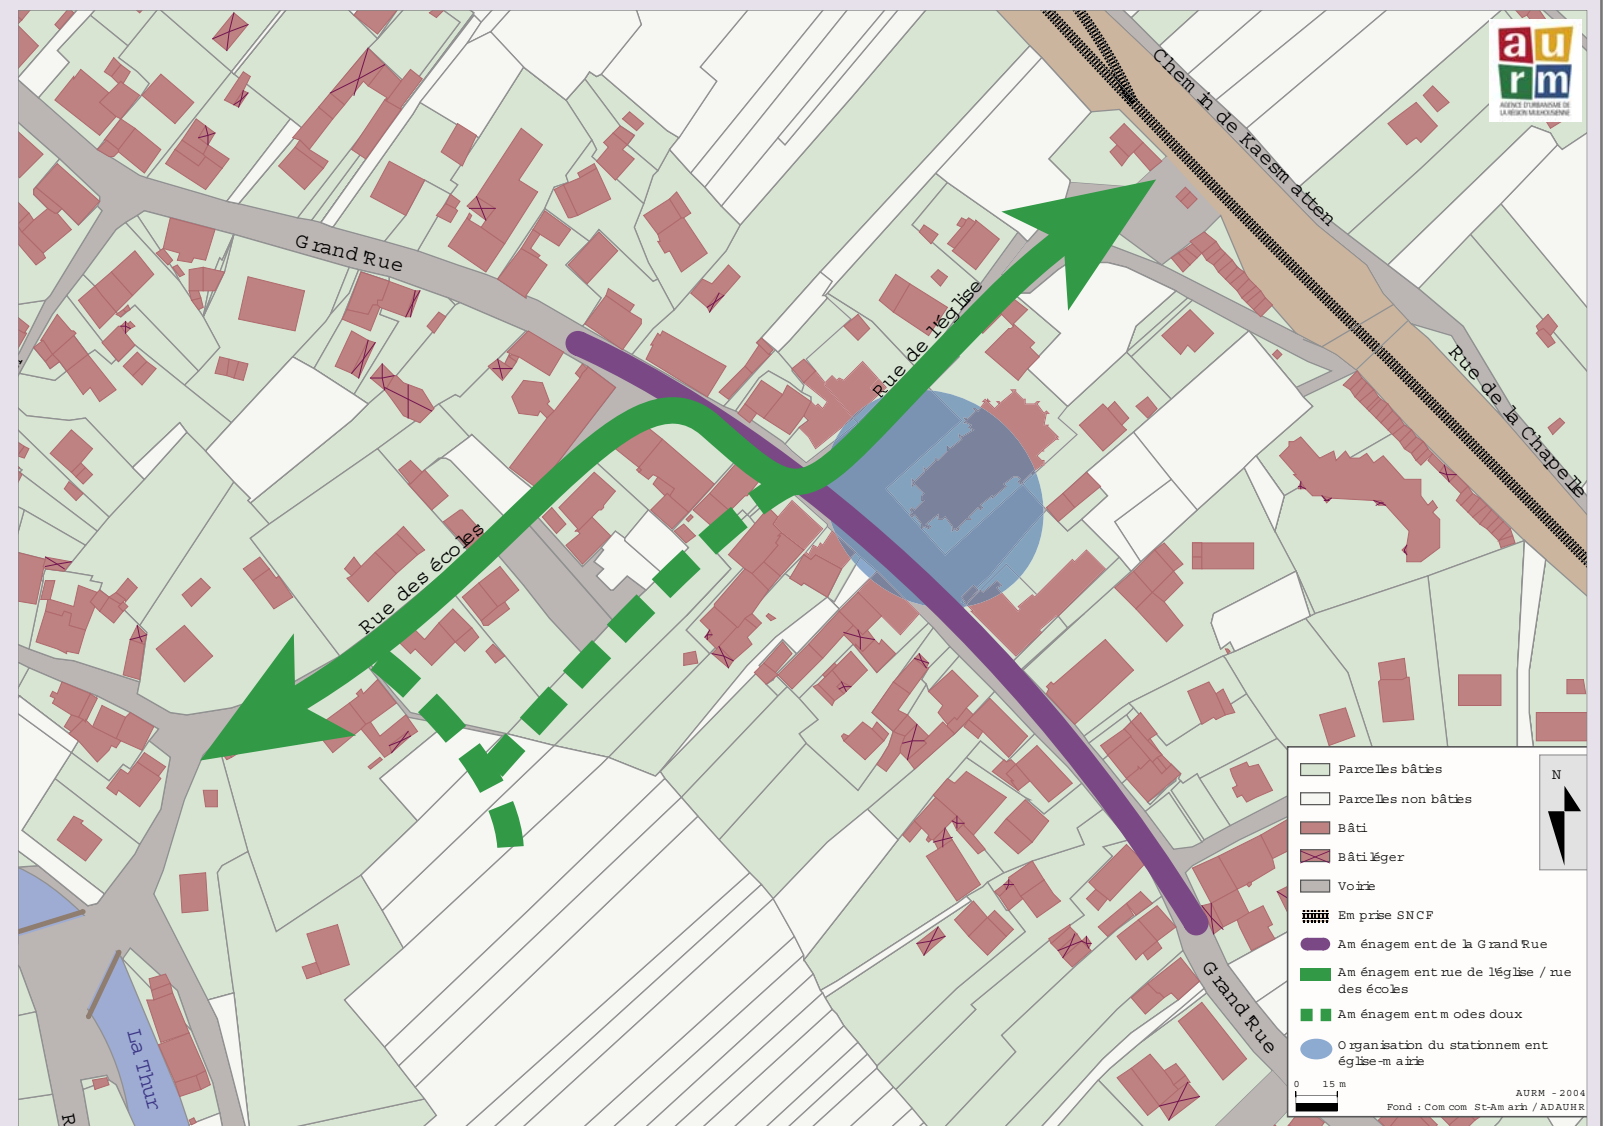 Chemin de Kaesmatten
au
rm
AGENCE D'URBANISME DE
LA RÉGION MULHOUSIENNE
Grand'Rue
Rue de l'église
Rue de la Chapelle
Rue des écoles
Grand'Rue
La Thur
R
N
Parcelles bâties
Parcelles non bâties
Bâti
Bâti léger
Voirie
Emprise SNCF
Aménagement de la Grand'Rue
Aménagement rue de l'église / rue
des écoles
Aménagement modes doux
Organisation du stationnement
église-mairie
0 15 m
AURM - 2004
Fond : Com com St-Amarin / ADAUHR